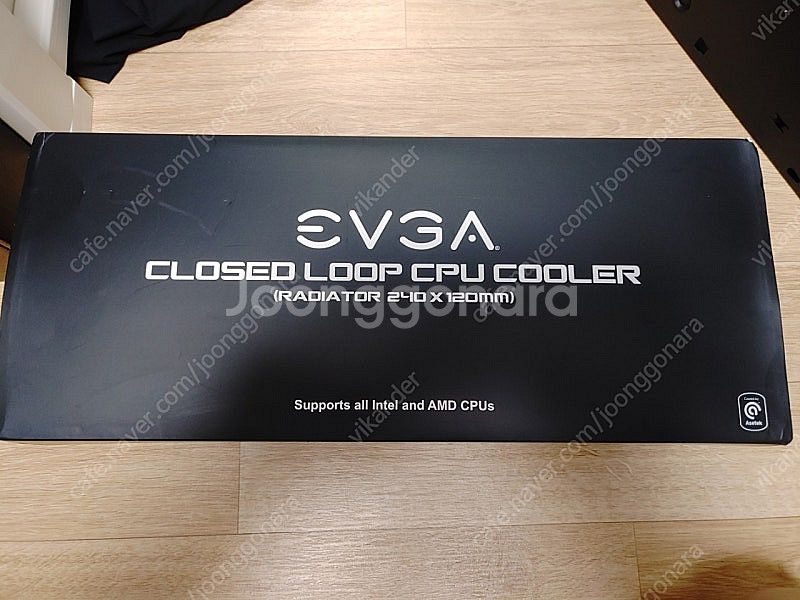 EVGA
CLOSED LOOP CPU COOLER
(RADIATOR 240 X 120mm)
Joonggonara
Supports all Intel and AMD CPUs
Asetek
cafe.naver.com/joonggonara
vikander